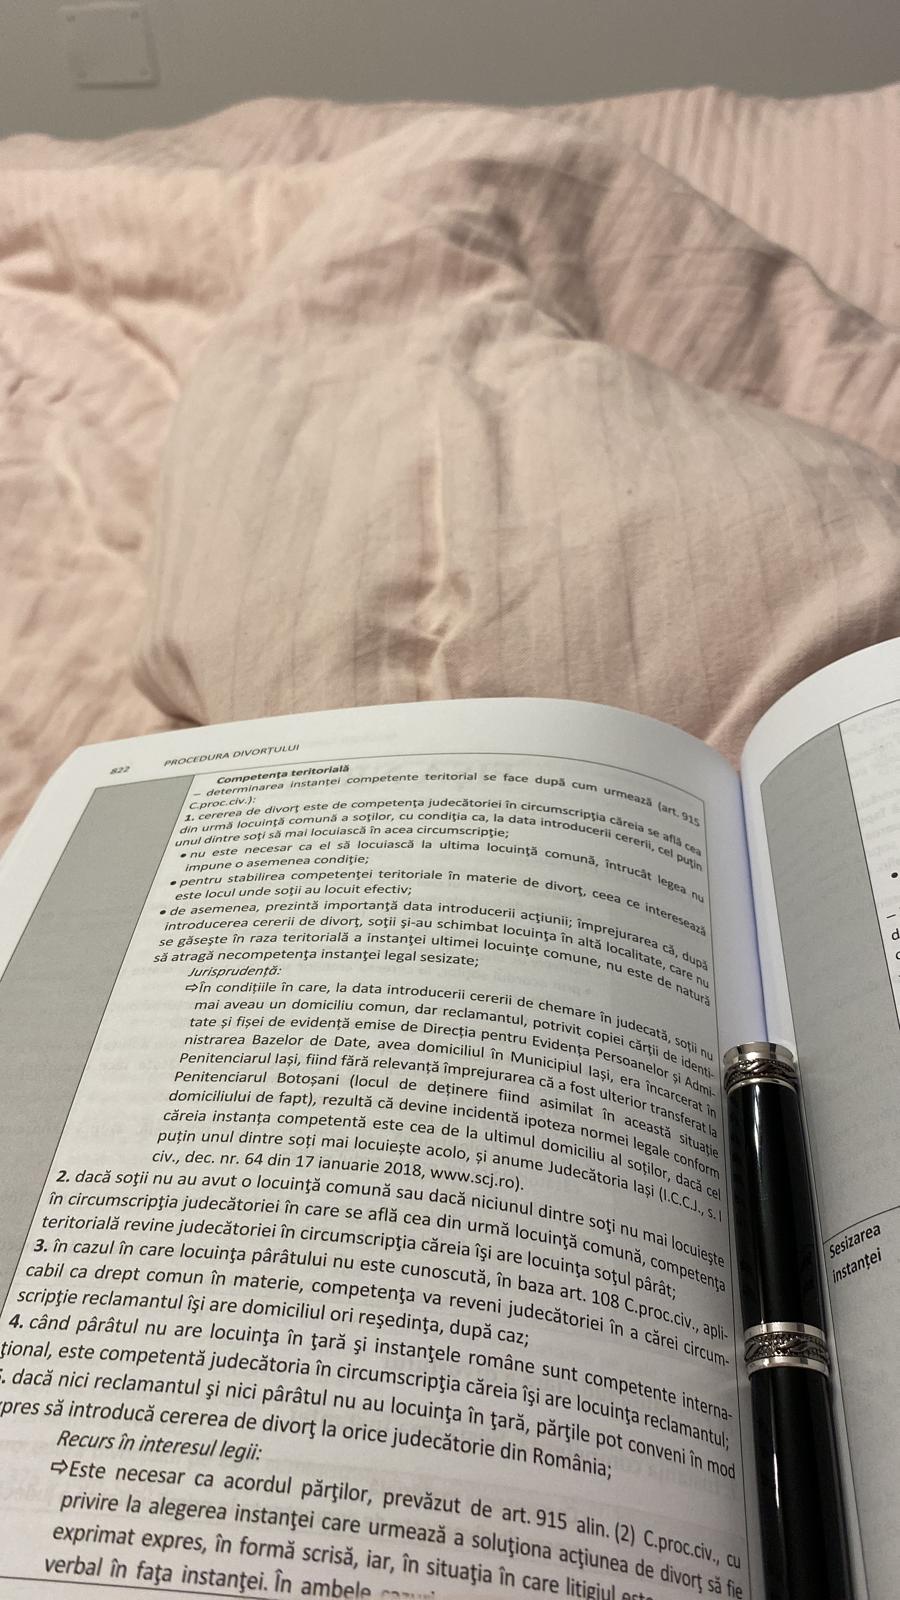 822 PROCEDURA DIVORŢULUI
Competenţa teritorială
– determinarea instanţei competente teritorial se face după cum urmează (art. 915
C.proc.civ.):
1. cererea de divorţ este de competenţa judecătoriei în circumscripţia căreia se află cea
din urmă locuinţă comună a soţilor, cu condiţia ca, la data introducerii cererii, cel puţin
unul dintre soţi să mai locuiască în acea circumscripţie;
• nu este necesar ca el să locuiască la ultima locuinţă comună, întrucât legea nu
impune o asemenea condiţie;
• pentru stabilirea competenţei teritoriale în materie de divorţ, ceea ce interesează
este locul unde soţii au locuit efectiv;
• de asemenea, prezintă importanţă data introducerii acţiunii; împrejurarea că, după
introducerea cererii de divorţ, soţii şi-au schimbat locuinţa în altă localitate, care nu
se găseşte în raza teritorială a instanţei ultimei locuinţe comune, nu este de natură
să atragă necompetenţa instanţei legal sesizate;
Jurisprudenţă:
⇨În condiţiile în care, la data introducerii cererii de chemare în judecată, soţii nu
mai aveau un domiciliu comun, dar reclamantul, potrivit copiei cărţii de identi-
tate şi fişei de evidenţă emise de Direcţia pentru Evidenţa Persoanelor şi Admi-
nistrarea Bazelor de Date, avea domiciliul în Municipiul Iaşi, era încarcerat în
Penitenciarul Iaşi, fiind fără relevanţă împrejurarea că a fost ulterior transferat la
Penitenciarul Botoşani (locul de deţinere fiind asimilat în această situaţie
domiciliului de fapt), rezultă că devine incidentă ipoteza normei legale conform
căreia instanţa competentă este cea de la ultimul domiciliu al soţilor, dacă cel
puţin unul dintre soţi mai locuieşte acolo, şi anume Judecătoria Iaşi (I.C.C.J., s. I
civ., dec. nr. 64 din 17 ianuarie 2018, www.scj.ro).
2. dacă soţii nu au avut o locuinţă comună sau dacă niciunul dintre soţi nu mai locuieşte
în circumscripţia judecătoriei în care se află cea din urmă locuinţă comună, competenţa
teritorială revine judecătoriei în circumscripţia căreia îşi are locuinţa soţul pârât;
3. în cazul în care locuinţa pârâtului nu este cunoscută, în baza art. 108 C.proc.civ., apli-
cabil ca drept comun în materie, competenţa va reveni judecătoriei în a cărei circum-
scripţie reclamantul îşi are domiciliul ori reşedinţa, după caz;
4. când pârâtul nu are locuinţa în ţară şi instanţele române sunt competente interna-
ţional, este competentă judecătoria în circumscripţia căreia îşi are locuinţa reclamantul;
. dacă nici reclamantul şi nici pârâtul nu au locuinţa în ţară, părţile pot conveni în mod
pres să introducă cererea de divorţ la orice judecătorie din România;
Recurs în interesul legii:
⇨Este necesar ca acordul părţilor, prevăzut de art. 915 alin. (2) C.proc.civ., cu
privire la alegerea instanţei care urmează a soluţiona acţiunea de divorţ să fie
exprimat expres, în formă scrisă, iar, în situaţia în care litigiul
verbal în faţa instanţei. În ambele
Sesizarea
instanţei